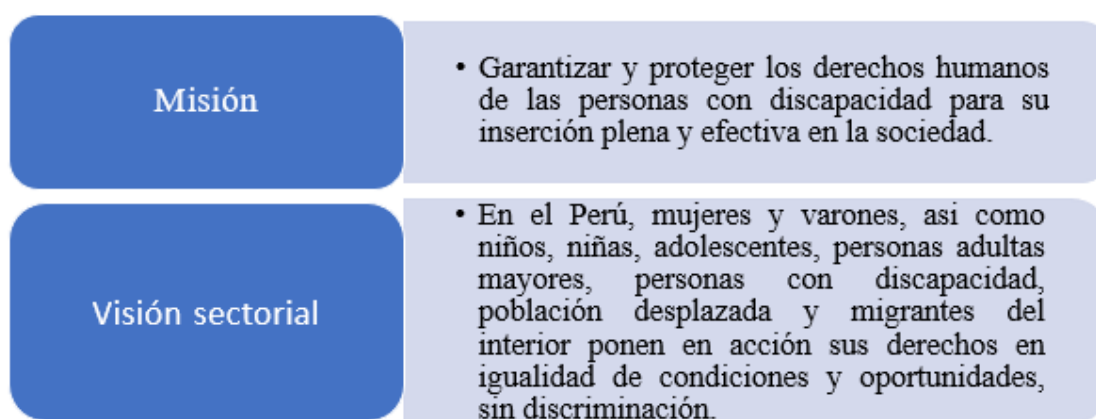 Misión
• Garantizar y proteger los derechos humanos
de las personas con discapacidad para su
inserción plena y efectiva en la sociedad.
Visión sectorial
• En el Perú, mujeres y varones, asi como
niños, niñas, adolescentes, personas adultas
mayores, personas con discapacidad,
población desplazada y migrantes del
interior ponen en acción sus derechos en
igualdad de condiciones y oportunidades,
sin discriminación.